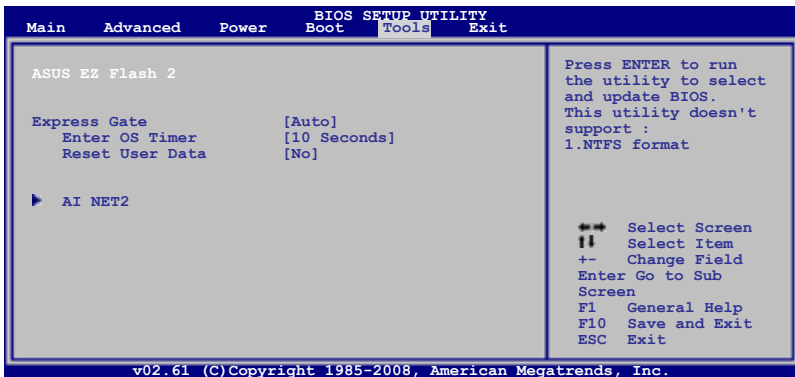 BIOS SETUP UTILITY
Main Advanced Power Boot Tools Exit
ASUS EZ Flash 2
Express Gate [Auto]
Enter OS Timer [10 Seconds]
Reset User Data [No]
AI NET2
Press ENTER to run
the utility to select
and update BIOS.
This utility doesn't
support :
1.NTFS format
Select Screen
Select Item
+- Change Field
Enter Go to Sub
Screen
F1 General Help
F10 Save and Exit
ESC Exit
v02.61 (C)Copyright 1985-2008, American Megatrends, Inc.